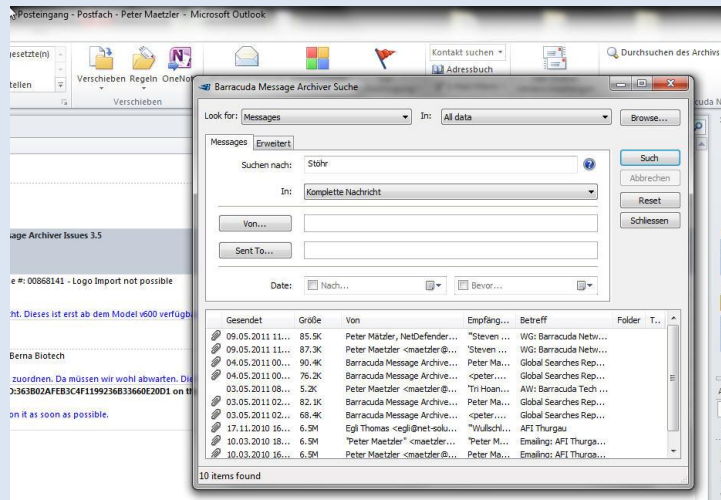 Posteingang - Postfach - Peter Maetzler - Microsoft Outlook
gesetzte(n)
tellen
Verschieben Regeln OneNot
Verschieben
Kontakt suchen
Adressbuch
Durchsuchen des Archivs
Barracuda Message Archiver Suche
Look for: Messages In: All data Browse...
Messages Erweitert
Suchen nach: Stöhr Such
Abbrechen
In: Komplette Nachricht Reset
Von... Schliessen
Sent To...
Date: Nach... Bevor...
sage Archiver Issues 3.5
e #: 00868141 - Logo Import not possible
ht. Dieses ist erst ab dem Model v600 verfügba
Berna Biotech
zuordnen. Da müssen wir wohl abwarten. Die
D:363B02AFEB3C4F1199236B33660E20D1 on th
on it as soon as possible.
Gesendet Größe Von Empfäng... Betreff Folder T...
09.05.2011 11... 85.5K Peter Mätzler, NetDefender... "Steven ... WG: Barracuda Netw...
09.05.2011 11... 87.3K Peter Maetzler <maetzler@... 'Steven ... WG: Barracuda Netw...
04.05.2011 00... 90.4K Barracuda Message Archive... Peter Ma... Global Searches Rep...
04.05.2011 00... 76.2K Barracuda Message Archive... <peter.... Global Searches Rep...
03.05.2011 08... 5.2K Peter Maetzler <maetzler@... 'Tri Hoan... AW: Barracuda Tech ...
03.05.2011 02... 82.1K Barracuda Message Archive... Peter Ma... Global Searches Rep...
03.05.2011 02... 68.4K Barracuda Message Archive... <peter.... Global Searches Rep...
17.11.2010 16... 6.5M Egli Thomas <egli@net-solu... "Wullschl... AFI Thurgau
10.03.2010 18... 6.5M "Peter Maetzler" <maetzler... "Peter M... Emailing: AFI Thurga...
10.03.2010 16... 6.5M Peter Maetzler <maetzler@... Peter Ma... Emailing: AFI Thurga...
10 items found